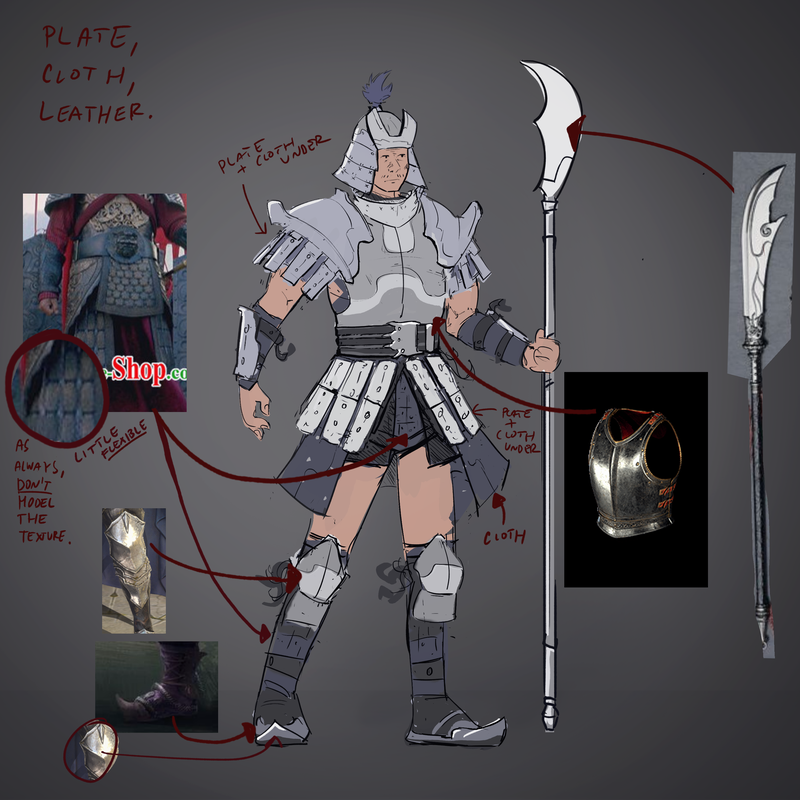 PLATE,
CLOTH,
LEATHER.
PLATE
+ CLOTH
UNDER
-Shop.co
AS
ALWAYS,
DON'T
MODEL
THE
TEXTURE.
LITTLE
FLEXIBLE
PLATE
+
CLOTH
UNDER
CLOTH